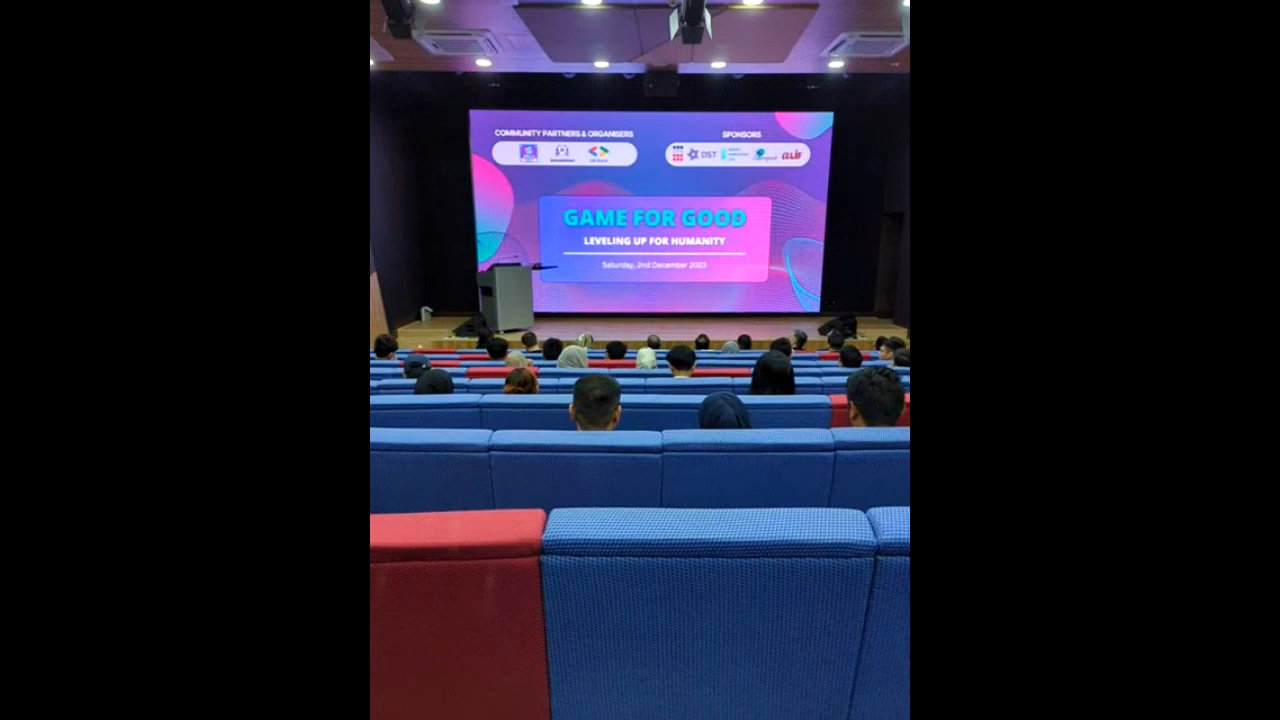 COMMUNITY PARTNERS & ORGANISERS
SPONSORS
DST
GAME FOR GOOD
LEVELING UP FOR HUMANITY
Saturday, 2nd December 2023